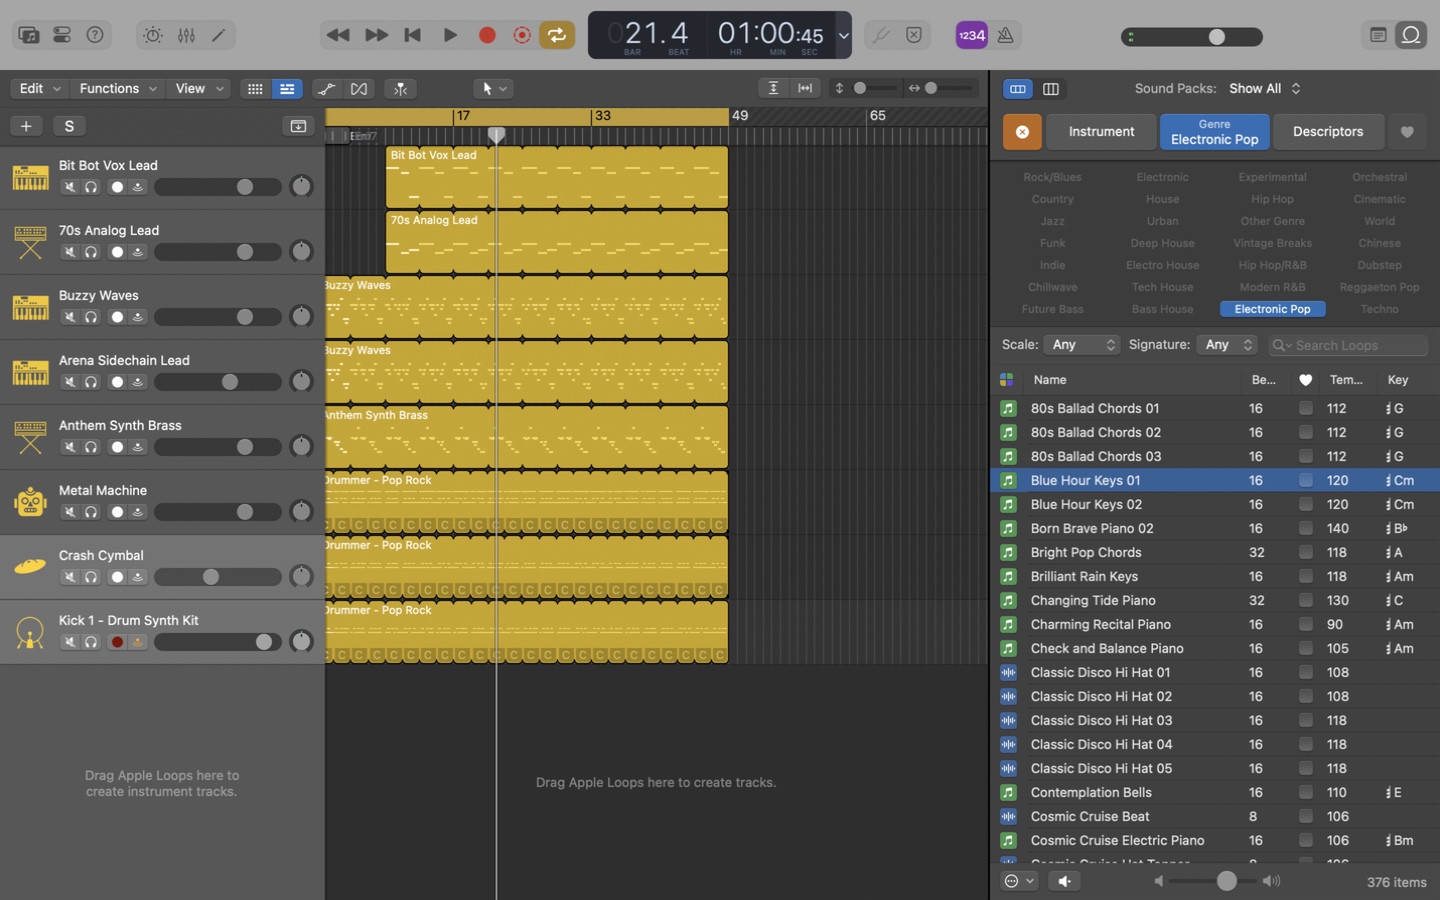 021.4
BAR BEAT
01:00:45
HR MIN SEC
1234
Edit
Functions
View
Sound Packs: Show All
17
33
49
65
S
Instrument
Genre
Electronic Pop
Descriptors
Bit Bot Vox Lead
70s Analog Lead
Buzzy Waves
Arena Sidechain Lead
Anthem Synth Brass
Metal Machine
Crash Cymbal
Kick 1 - Drum Synth Kit
Bit Bot Vox Lead
70s Analog Lead
Buzzy Waves
Buzzy Waves
Anthem Synth Brass
Drummer - Pop Rock
C C C C C C C C C C C C C C C C C C C C C C C
Drummer - Pop Rock
C C C C C C C C C C C C C C C C C C C C C C C
Drummer - Pop Rock
C C C C C C C C C C C C C C C C C C C C C C C
Drag Apple Loops here to
create instrument tracks.
Drag Apple Loops here to create tracks.
Rock/Blues Electronic Experimental Orchestral
Country House Hip Hop Cinematic
Jazz Urban Other Genre World
Funk Deep House Vintage Breaks Chinese
Indie Electro House Hip Hop/R&B Dubstep
Chillwave Tech House Modern R&B Reggaeton Pop
Future Bass Bass House Electronic Pop Techno
Scale: Any Signature: Any Search Loops
Name Be... Tem... Key
80s Ballad Chords 01 16 112 G
80s Ballad Chords 02 16 112 G
80s Ballad Chords 03 16 112 G
Blue Hour Keys 01 16 120 Cm
Blue Hour Keys 02 16 120 Cm
Born Brave Piano 02 16 140 B♭
Bright Pop Chords 32 118 A
Brilliant Rain Keys 16 118 Am
Changing Tide Piano 32 130 C
Charming Recital Piano 16 90 Am
Check and Balance Piano 16 105 Am
Classic Disco Hi Hat 01 16 108
Classic Disco Hi Hat 02 16 108
Classic Disco Hi Hat 03 16 118
Classic Disco Hi Hat 04 16 118
Classic Disco Hi Hat 05 16 118
Contemplation Bells 16 110 E
Cosmic Cruise Beat 8 106
Cosmic Cruise Electric Piano 16 106 Bm
376 items